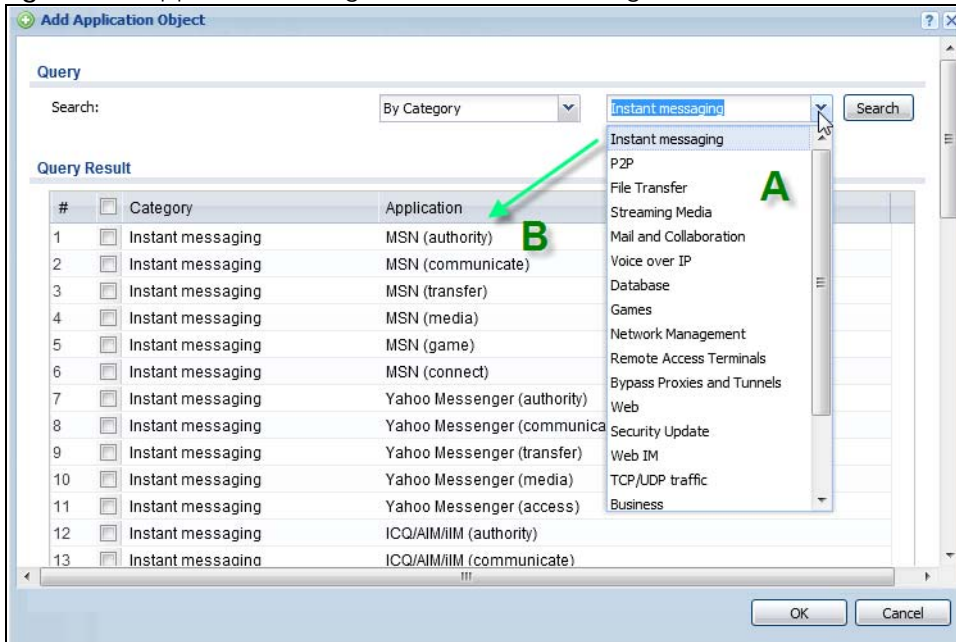 Add Application Object
Query
Search:
By Category
Instant messaging
Search
Instant messaging
P2P
File Transfer
Streaming Media
Mail and Collaboration
Voice over IP
Database
Games
Network Management
Remote Access Terminals
Bypass Proxies and Tunnels
Web
Security Update
Web IM
TCP/UDP traffic
Business
A
B
Query Result
# Category Application
1 Instant messaging MSN (authority)
2 Instant messaging MSN (communicate)
3 Instant messaging MSN (transfer)
4 Instant messaging MSN (media)
5 Instant messaging MSN (game)
6 Instant messaging MSN (connect)
7 Instant messaging Yahoo Messenger (authority)
8 Instant messaging Yahoo Messenger (communica
9 Instant messaging Yahoo Messenger (transfer)
10 Instant messaging Yahoo Messenger (media)
11 Instant messaging Yahoo Messenger (access)
12 Instant messaging ICQ/AIM/iIM (authority)
13 Instant messaging ICQ/AIM/iIM (communicate)
OK Cancel